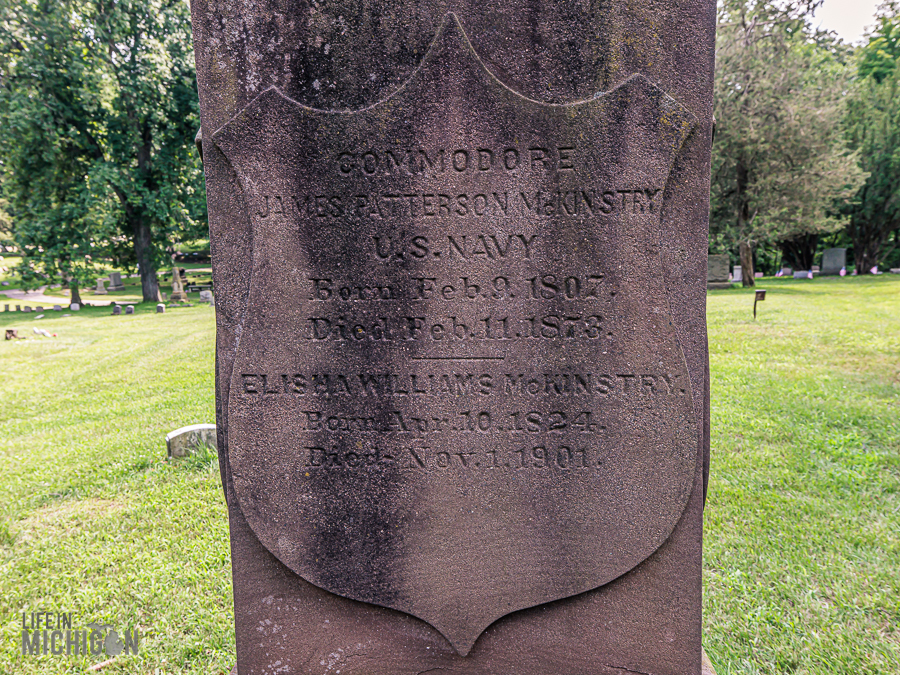 COMMODORE
JAMES PATTERSON McKINSTRY
U.S. NAVY
Born Feb. 9. 1807.
Died Feb. 11. 1873.
ELISHA WILLIAMS McKINSTRY.
Born Apr. 10. 1824.
Died Nov. 1. 1901.
LIFE IN
MICHIGAN